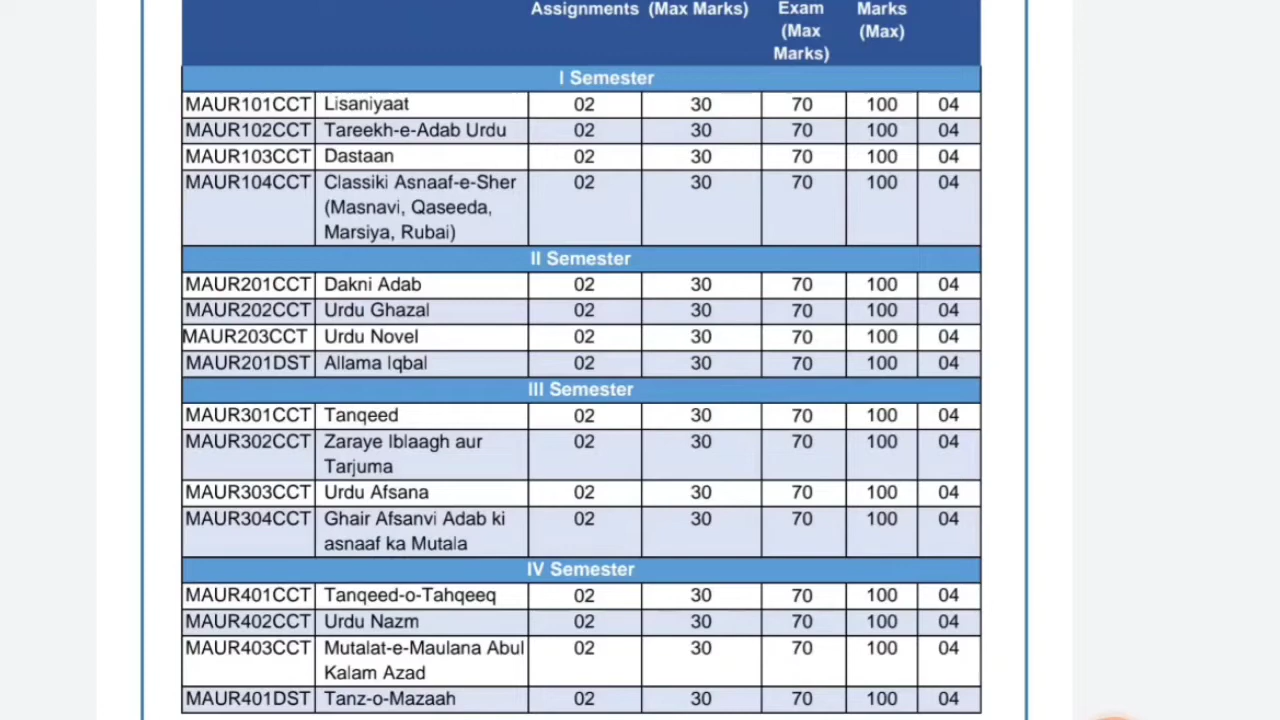 Assignments (Max Marks) Exam Marks
(Max (Max)
Marks)
I Semester
MAUR101CCT Lisaniyaat 02 30 70 100 04
MAUR102CCT Tareekh-e-Adab Urdu 02 30 70 100 04
MAUR103CCT Dastaan 02 30 70 100 04
MAUR104CCT Classiki Asnaaf-e-Sher 02 30 70 100 04
(Masnavi, Qaseeda,
Marsiya, Rubai)
II Semester
MAUR201CCT Dakni Adab 02 30 70 100 04
MAUR202CCT Urdu Ghazal 02 30 70 100 04
MAUR203CCT Urdu Novel 02 30 70 100 04
MAUR201DST Allama Iqbal 02 30 70 100 04
III Semester
MAUR301CCT Tanqeed 02 30 70 100 04
MAUR302CCT Zaraye Iblaagh aur 02 30 70 100 04
Tarjuma
MAUR303CCT Urdu Afsana 02 30 70 100 04
MAUR304CCT Ghair Afsanvi Adab ki 02 30 70 100 04
asnaaf ka Mutala
IV Semester
MAUR401CCT Tanqeed-o-Tahqeeq 02 30 70 100 04
MAUR402CCT Urdu Nazm 02 30 70 100 04
MAUR403CCT Mutalat-e-Maulana Abul 02 30 70 100 04
Kalam Azad
MAUR401DST Tanz-o-Mazaah 02 30 70 100 04